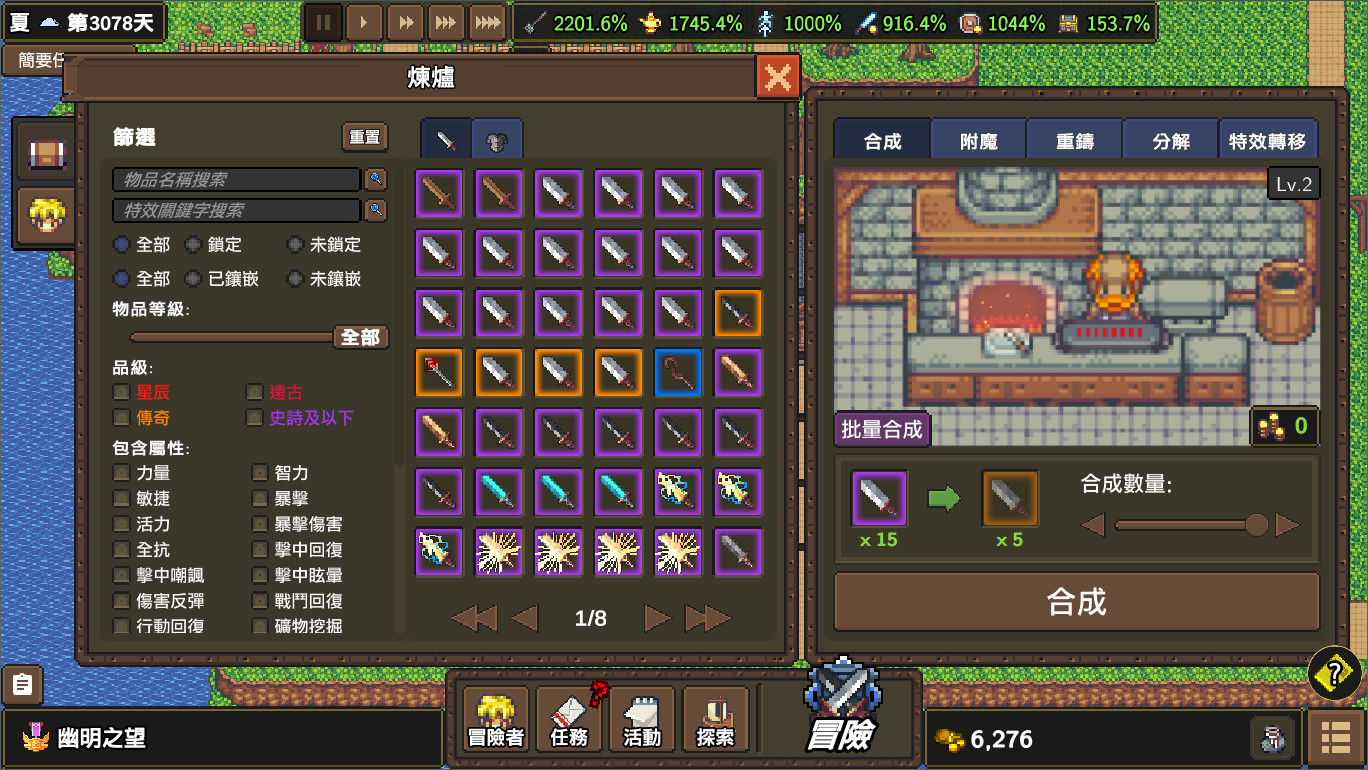 夏 第3078天
2201.6% 1745.4% 1000% 916.4% 1044% 153.7%
簡要任
煉爐
篩選
重置
物品名稱搜索
特效關鍵字搜索
全部 鎖定 未鎖定
全部 已鑲嵌 未鑲嵌
物品等級:
全部
品級:
星辰 遠古
傳奇 史詩及以下
包含屬性:
力量 智力
敏捷 暴擊
活力 暴擊傷害
全抗 擊中回復
擊中嘲諷 擊中眩暈
傷害反彈 戰鬥回復
行動回復 礦物挖掘
1/8
合成 附魔 重鑄 分解 特效轉移
Lv.2
批量合成
0
合成數量:
x 15 x 5
合成
?
幽明之望
冒險者 任務 活動 探索 冒險
6,276